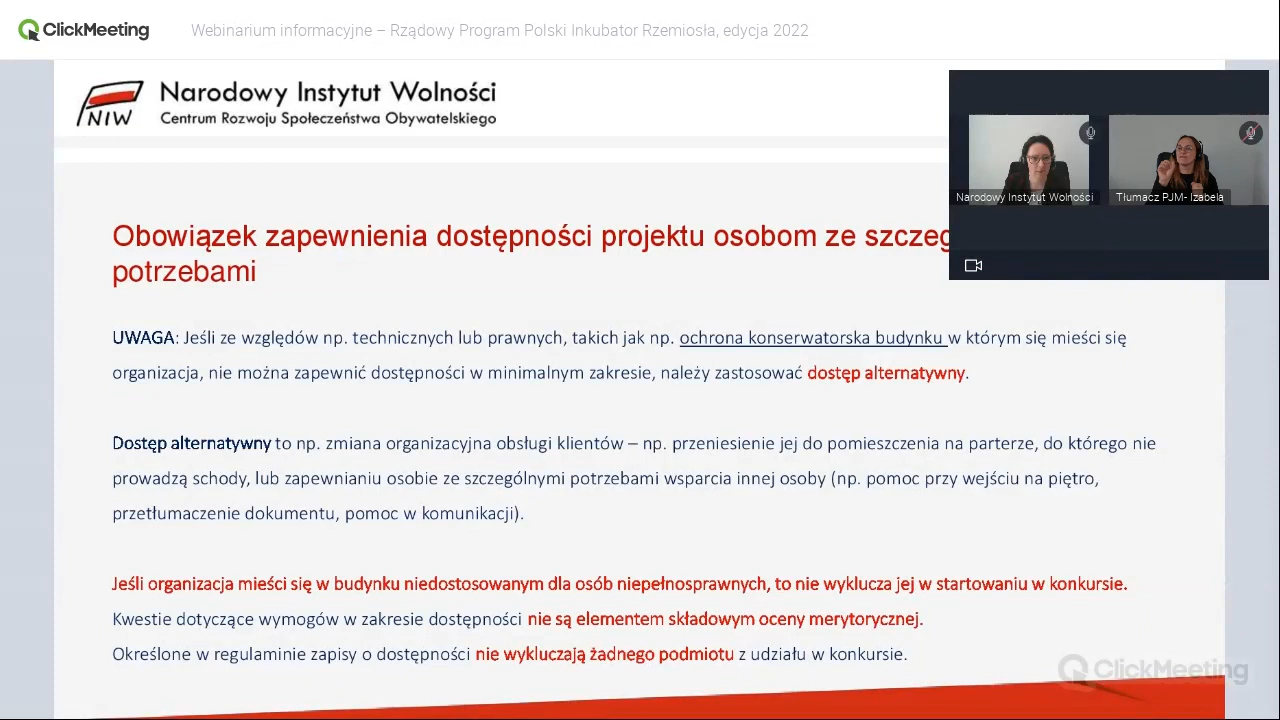 ClickMeeting
Webinarium informacyjne – Rządowy Program Polski Inkubator Rzemiosła, edycja 2022
NIW
Narodowy Instytut Wolności
Centrum Rozwoju Społeczeństwa Obywatelskiego
Narodowy Instytut Wolności
Tłumacz PJM- Izabela
Obowiązek zapewnienia dostępności projektu osobom ze
potrzebami
UWAGA: Jeśli ze względów np. technicznych lub prawnych, takich jak np. ochrona konserwatorska budynku w którym się mieści się
organizacja, nie można zapewnić dostępności w minimalnym zakresie, należy zastosować dostęp alternatywny.
Dostęp alternatywny to np. zmiana organizacyjna obsługi klientów – np. przeniesienie jej do pomieszczenia na parterze, do którego nie
prowadzą schody, lub zapewnianiu osobie ze szczególnymi potrzebami wsparcia innej osoby (np. pomoc przy wejściu na piętro,
przetłumaczenie dokumentu, pomoc w komunikacji).
Jeśli organizacja mieści się w budynku niedostosowanym dla osób niepełnosprawnych, to nie wyklucza jej w startowaniu w konkursie.
Kwestie dotyczące wymogów w zakresie dostępności nie są elementem składowym oceny merytorycznej.
Określone w regulaminie zapisy o dostępności nie wykluczają żadnego podmiotu z udziału w konkursie.
ClickMeeting